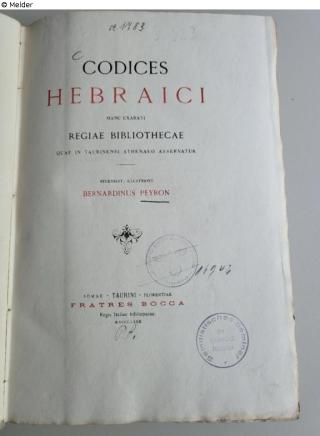 © Melder
CODICES
HEBRAICI
MANU EXARATI
REGIAE BIBLIOTHECAE
QUAE IN TAURINENSI ATHENAEO ASSERVATUR
RECENSUIT, ILLUSTRAVIT
BERNARDINUS PEYRON
ROMAE - TAURINI - FLORENTIAE
FRATRES BOCCA
Regis Italiae bibliopolae